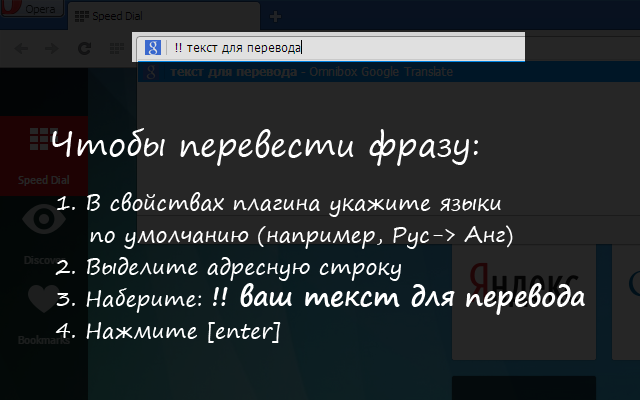 Opera
Speed Dial
!! текст для перевода
текст для перевода - Omnibox Google Translate
Чтобы перевести фразу:
Speed Dial
1. В свойствах плагина укажите языки
по умолчанию (например, Рус-> Анг)
2. Выделите адресную строку
3. Наберите: !! ваш текст для перевода
4. Нажмите [enter]
Discover
Яндекс
Bookmarks